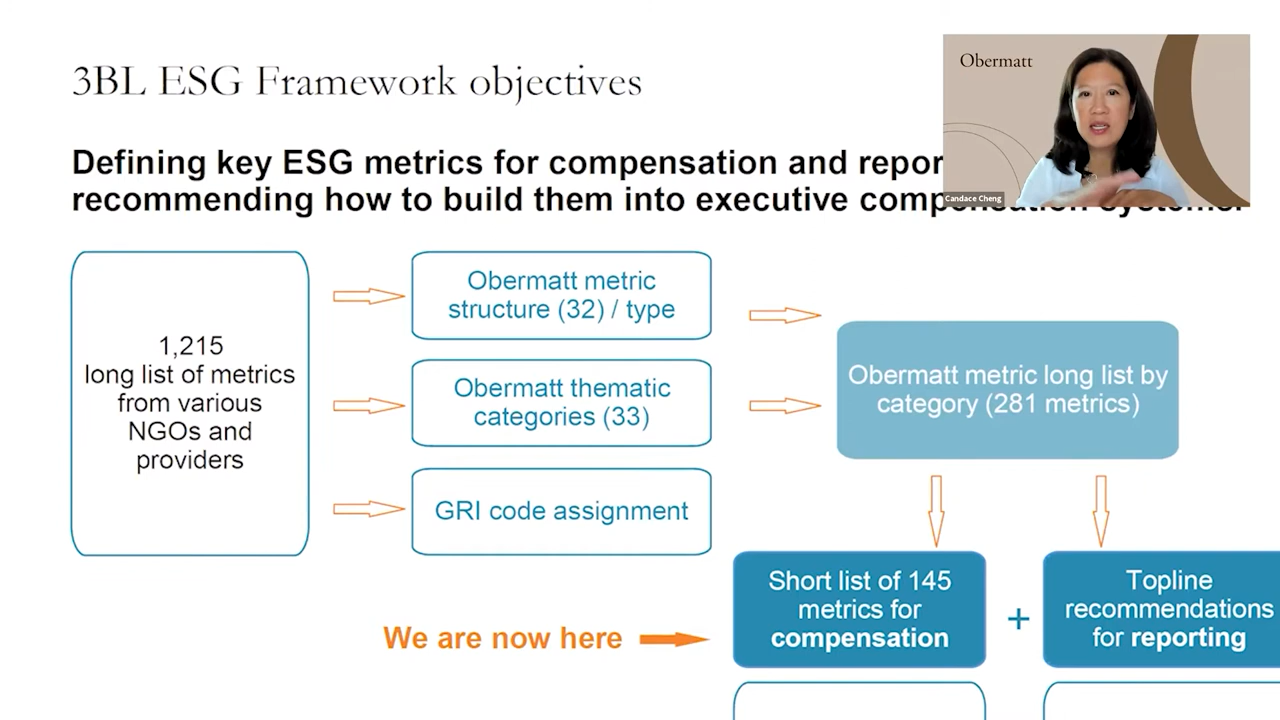 3BL ESG Framework objectives
Obermatt
Candace Cheng
Defining key ESG metrics for compensation and
recommending how to build them into executive
1,215
long list of metrics
from various
NGOs and
providers
Obermatt metric
structure (32) / type
Obermatt thematic
categories (33)
GRI code assignment
Obermatt metric long list by
category (281 metrics)
We are now here
Short list of 145
metrics for
compensation
+
Topline
recommendations
for reporting